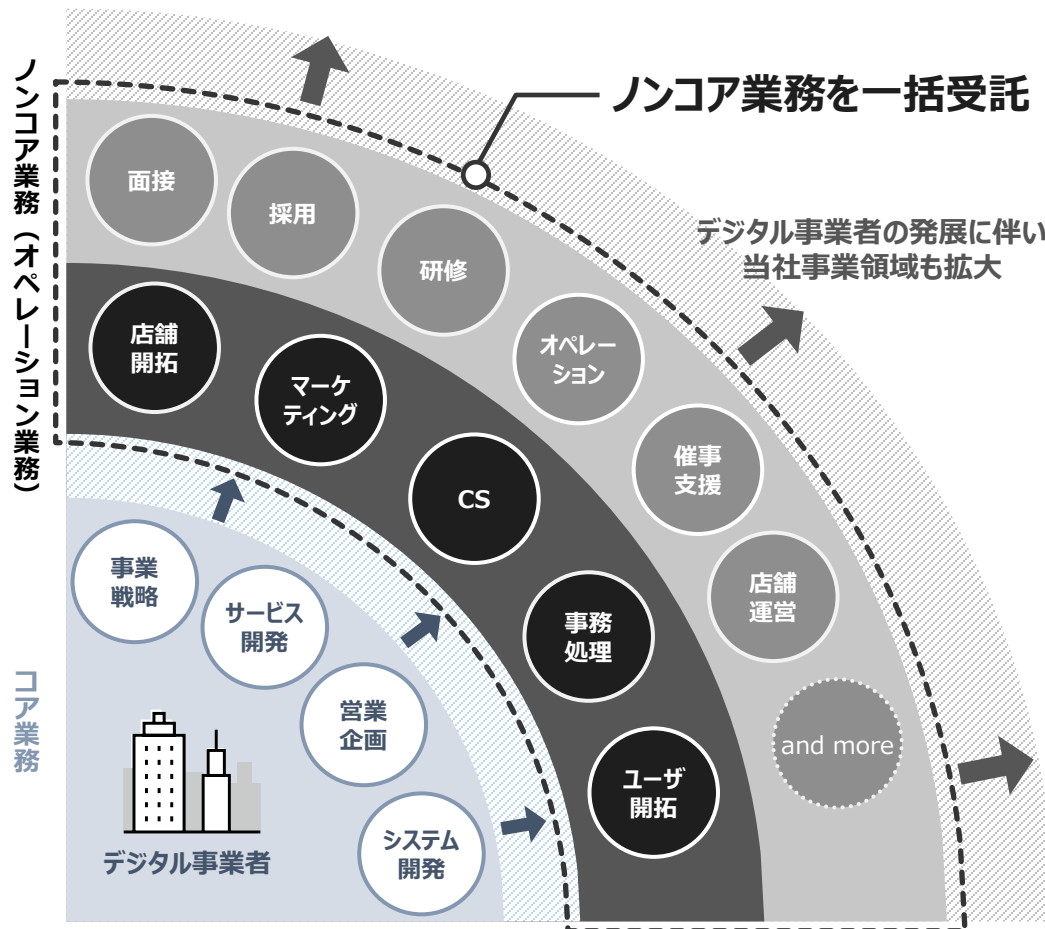 ノンコア業務を一括受託
デジタル事業者の発展に伴い
当社事業領域も拡大
ノンコア業務（オペレーション業務）
面接
採用
研修
オペレー
ション
催事
支援
店舗
運営
and more
店舗
開拓
マーケ
ティング
CS
事務
処理
ユーザ
開拓
コア業務
事業
戦略
サービス
開発
営業
企画
システム
開発
デジタル事業者